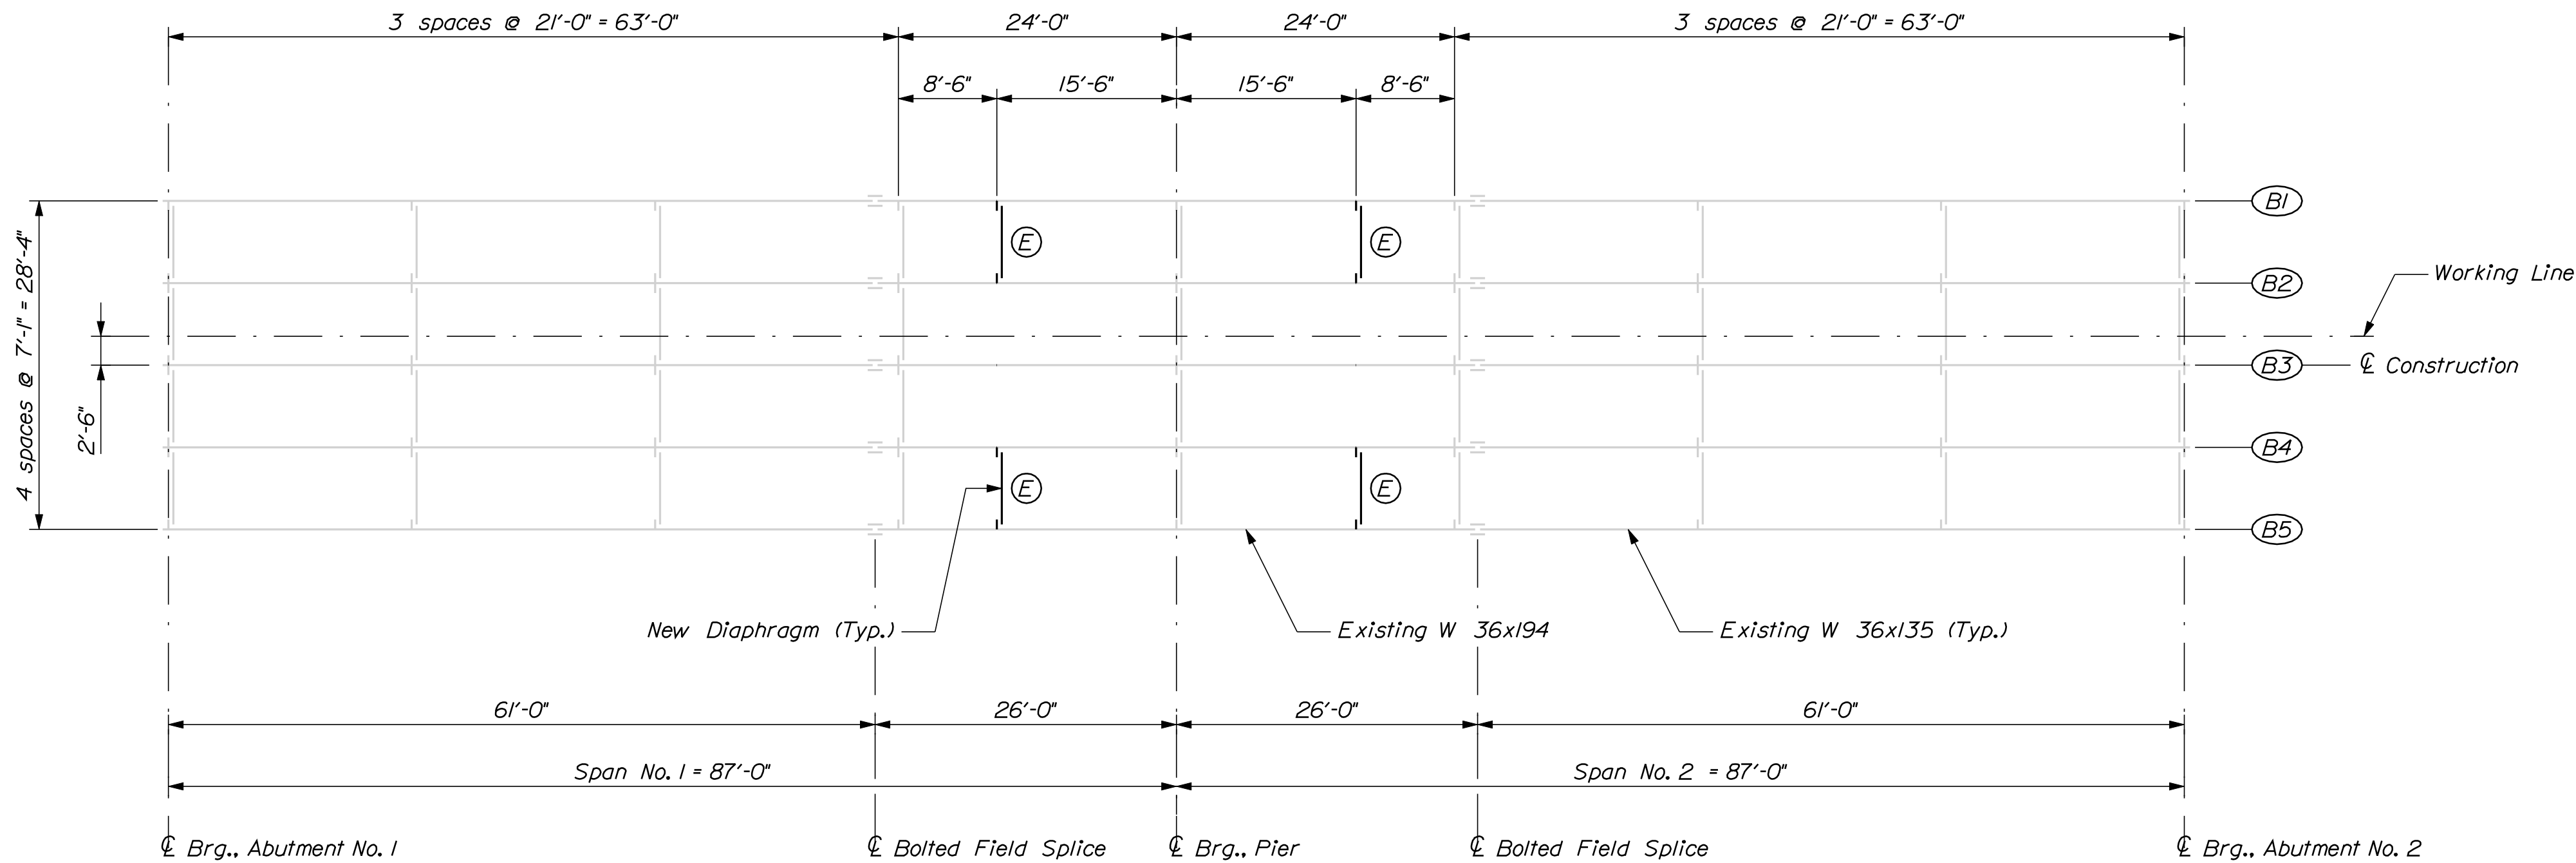 3 spaces @ 21'-0" = 63'-0"
24'-0"
24'-0"
3 spaces @ 21'-0" = 63'-0"
8'-6"
15'-6"
15'-6"
8'-6"
B1
E
E
B2
Working Line
4 spaces @ 7'-1" = 28'-4"
2'-6"
B3
℄ Construction
B4
E
E
B5
New Diaphragm (Typ.)
Existing W 36x194
Existing W 36x135 (Typ.)
61'-0"
26'-0"
26'-0"
61'-0"
Span No. 1 = 87'-0"
Span No. 2 = 87'-0"
℄ Brg., Abutment No. 1
℄ Bolted Field Splice
℄ Brg., Pier
℄ Bolted Field Splice
℄ Brg., Abutment No. 2